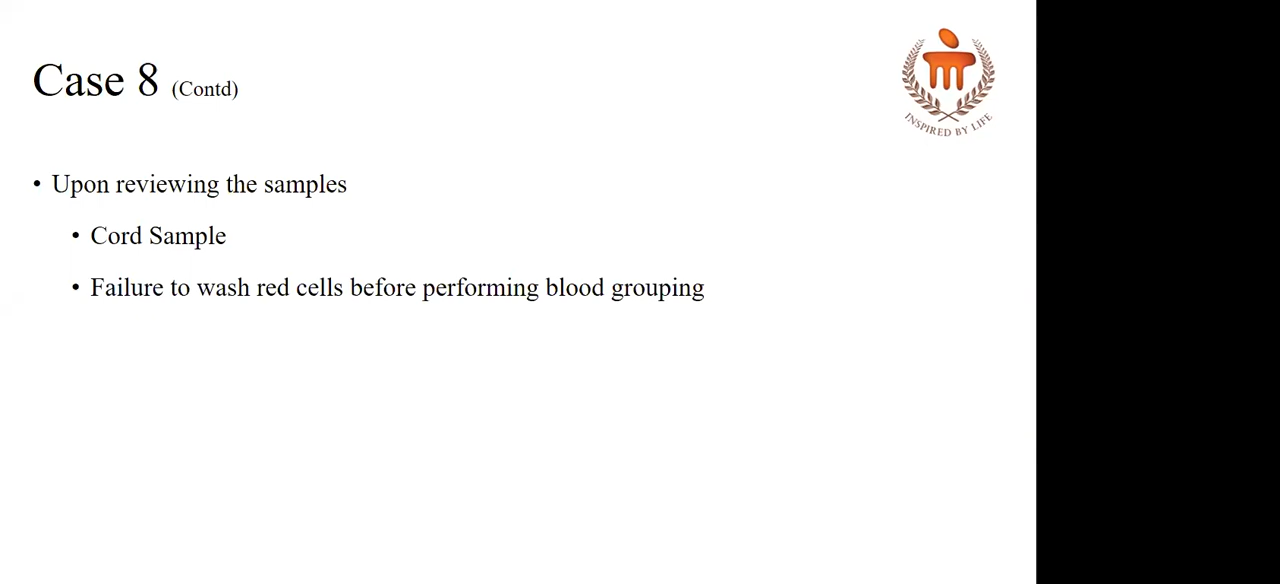 Case 8 (Contd)
INSPIRED BY LIFE
• Upon reviewing the samples
• Cord Sample
• Failure to wash red cells before performing blood grouping